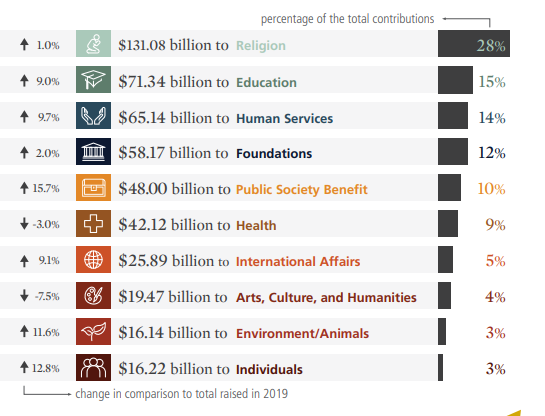 percentage of the total contributions
1.0% $131.08 billion to Religion 28%
9.0% $71.34 billion to Education 15%
9.7% $65.14 billion to Human Services 14%
2.0% $58.17 billion to Foundations 12%
15.7% $48.00 billion to Public Society Benefit 10%
-3.0% $42.12 billion to Health 9%
9.1% $25.89 billion to International Affairs 5%
-7.5% $19.47 billion to Arts, Culture, and Humanities 4%
11.6% $16.14 billion to Environment/Animals 3%
12.8% $16.22 billion to Individuals 3%
change in comparison to total raised in 2019